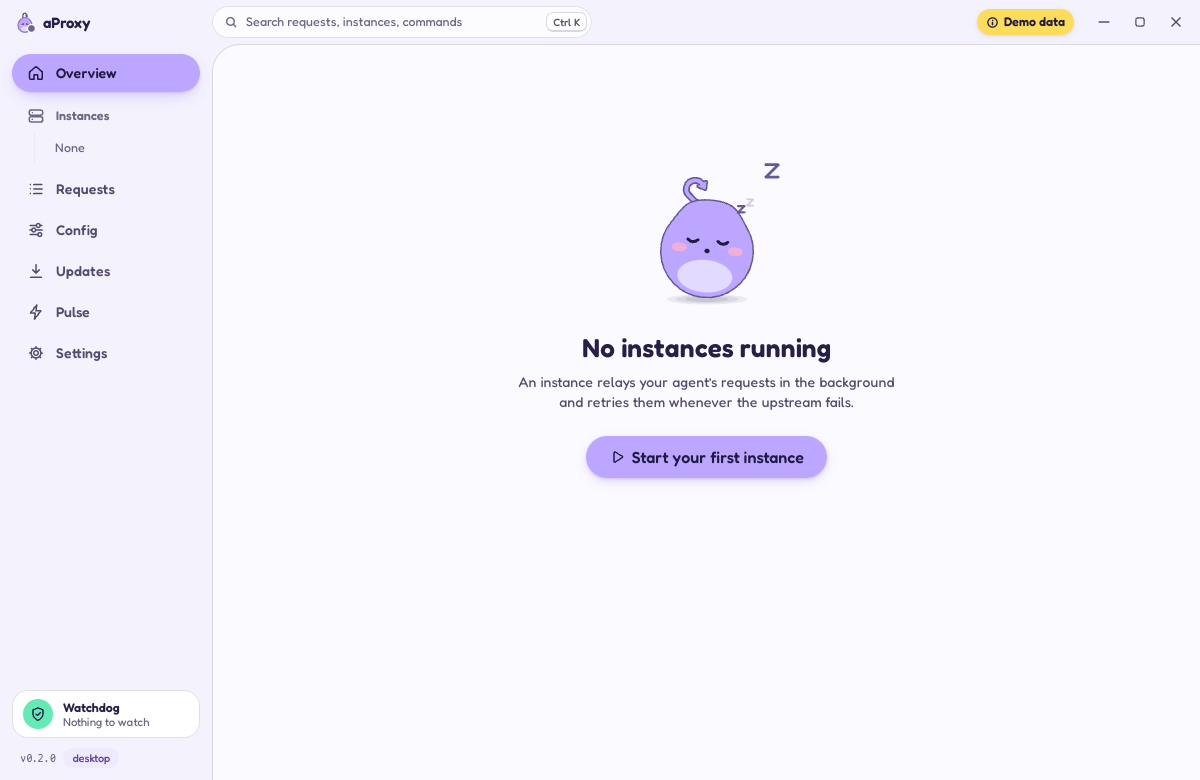 aProxy
Search requests, instances, commands
Ctrl K
Demo data
Overview
Instances
None
Requests
Config
Updates
Pulse
Settings
z
z
z
No instances running
An instance relays your agent's requests in the background
and retries them whenever the upstream fails.
Start your first instance
Watchdog
Nothing to watch
v0.2.0
desktop